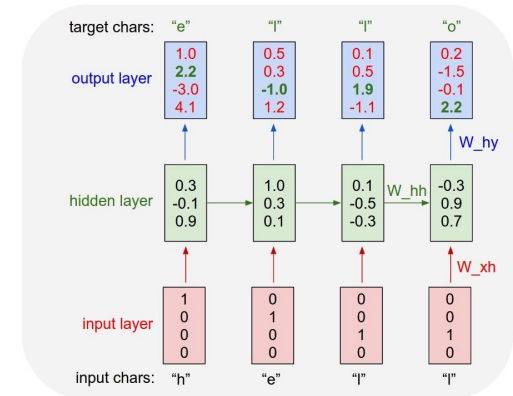 target chars: “e” “l” “l” “o”
output layer
1.0 0.5 0.1 0.2
2.2 0.3 0.5 -1.5
-3.0 -1.0 1.9 -0.1
4.1 1.2 -1.1 2.2
W_hy
hidden layer
0.3 1.0 0.1 -0.3
-0.1 0.3 -0.5 0.9
0.9 0.1 -0.3 0.7
W_hh
W_xh
input layer
1 0 0 0
0 1 0 0
0 0 1 1
0 0 0 0
input chars: “h” “e” “l” “l”